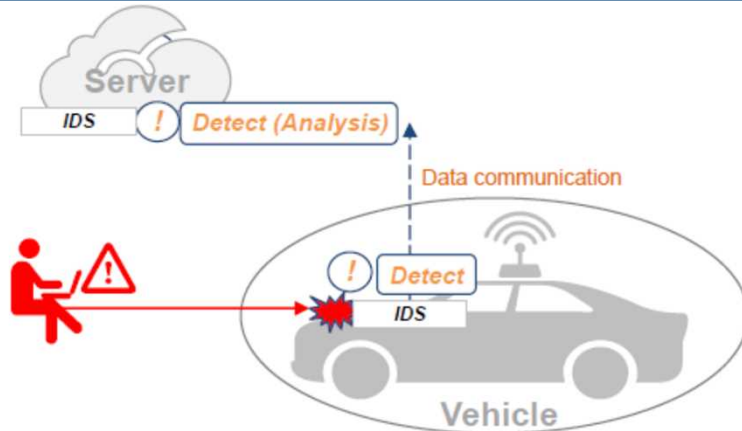 Server
IDS
!
Detect (Analysis)
Data communication
!
!
Detect
IDS
Vehicle